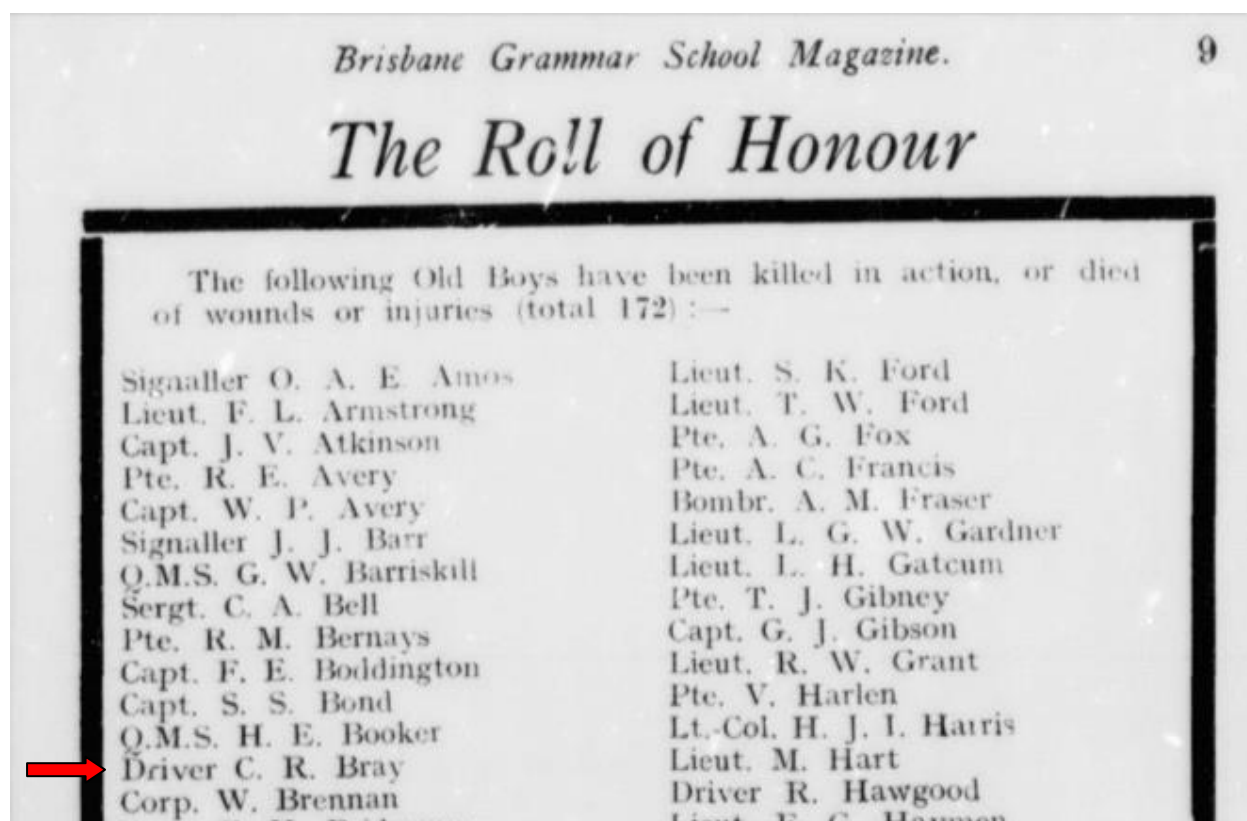 Brisbane Grammar School Magazine. 9
The Roll of Honour
The following Old Boys have been killed in action, or died
of wounds or injuries (total 172) :—
Signaller O. A. E. Amos
Lieut. F. L. Armstrong
Capt. J. V. Atkinson
Pte. R. E. Avery
Capt. W. P. Avery
Signaller J. J. Barr
Q.M.S. G. W. Barriskill
Sergt. C. A. Bell
Pte. R. M. Bernays
Capt. F. E. Boddington
Capt. S. S. Bond
Q.M.S. H. E. Booker
Driver C. R. Bray
Corp. W. Brennan
Lieut. S. K. Ford
Lieut. T. W. Ford
Pte. A. G. Fox
Pte. A. C. Francis
Bombr. A. M. Fraser
Lieut. L. G. W. Gardner
Lieut. L. H. Gatcum
Pte. T. J. Gibney
Capt. G. J. Gibson
Lieut. R. W. Grant
Pte. V. Harlen
Lt.-Col. H. J. I. Harris
Lieut. M. Hart
Driver R. Hawgood